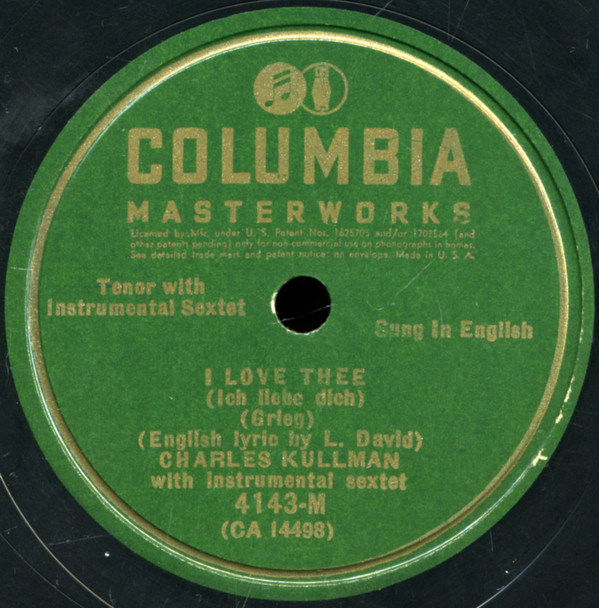 COLUMBIA
MASTERWORKS
Licensed by Mfr. under U. S. Patent Nos. 1625705 and/or 1702564 (and
other patents pending) only for non-commercial use on phonographs in homes.
See detailed trade mark and patent notice on envelope. Made in U. S. A.
Tenor with
Instrumental Sextet
Sung In English
I LOVE THEE
(Ich liebe dich)
(Grieg)
(English lyric by L. David)
CHARLES KULLMAN
with instrumental sextet
4143-M
(CA 14498)